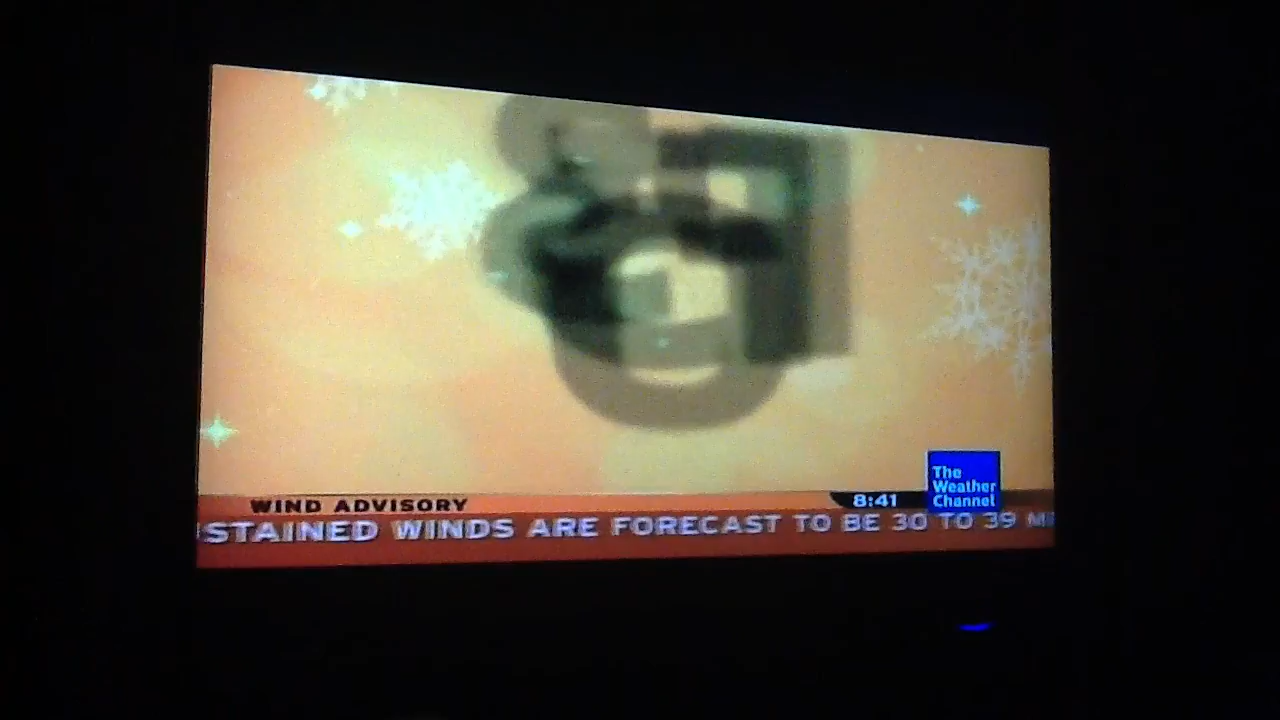 WIND ADVISORY
8:41
The
Weather
Channel
STAINED WINDS ARE FORECAST TO BE 30 TO 39 M